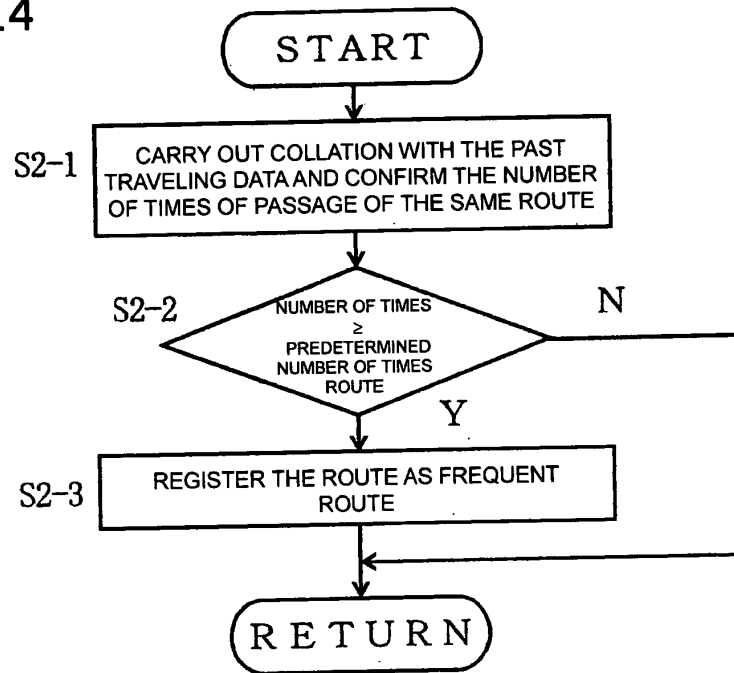 .4
START
S2-1
CARRY OUT COLLATION WITH THE PAST
TRAVELING DATA AND CONFIRM THE NUMBER
OF TIMES OF PASSAGE OF THE SAME ROUTE
S2-2
NUMBER OF TIMES
≥
PREDETERMINED
NUMBER OF TIMES
ROUTE
N
Y
S2-3
REGISTER THE ROUTE AS FREQUENT
ROUTE
RETURN